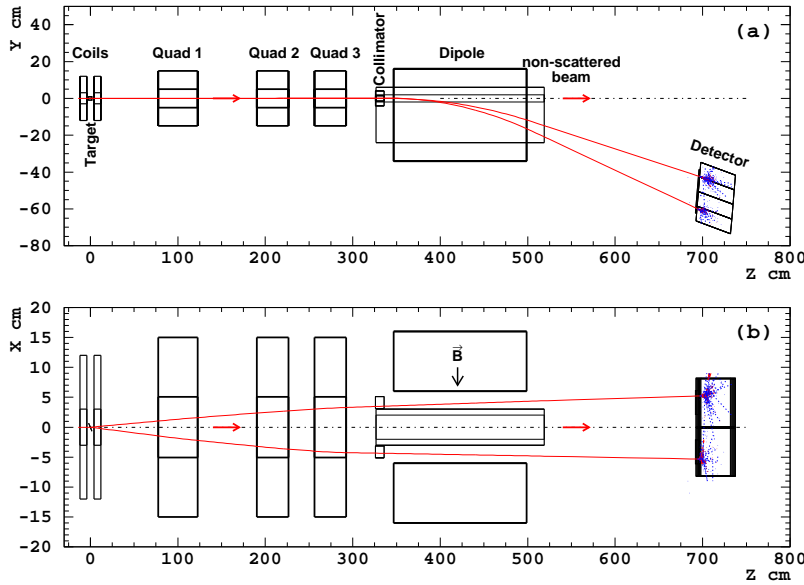 Y cm
40
20
0
-20
-40
-60
-80
(a)
Coils
Quad 1
Quad 2
Quad 3
Collimator
Dipole
non-scattered
beam
Target
Detector
0
100
200
300
400
500
600
700
800
Z cm
X cm
20
15
10
5
0
-5
-10
-15
-20
(b)
B
0
100
200
300
400
500
600
700
800
Z cm